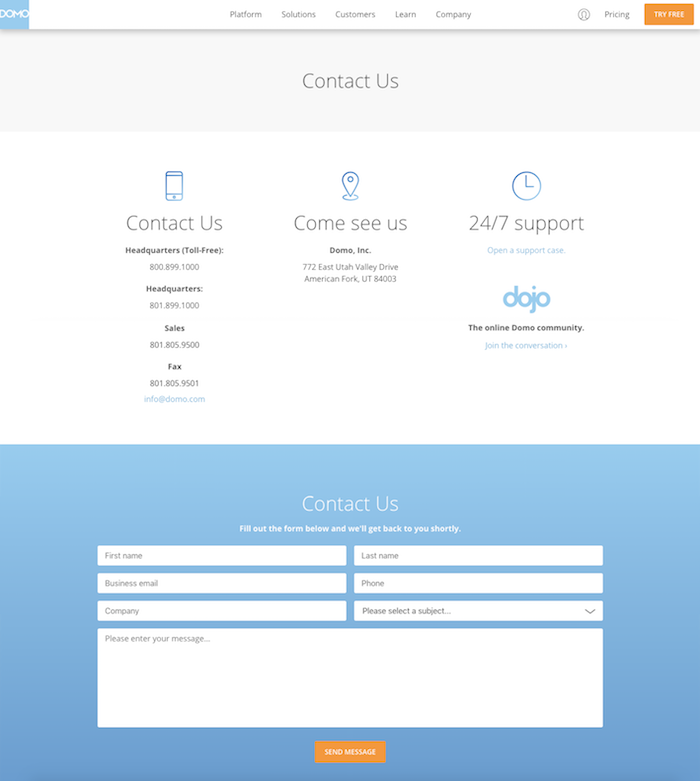 DOMO
Platform Solutions Customers Learn Company
Pricing
TRY FREE
Contact Us
Contact Us
Headquarters (Toll-Free):
800.899.1000
Headquarters:
801.899.1000
Sales
801.805.9500
Fax
801.805.9501
info@domo.com
Come see us
Domo, Inc.
772 East Utah Valley Drive
American Fork, UT 84003
24/7 support
Open a support case.
dojo
The online Domo community.
Join the conversation ›
Contact Us
Fill out the form below and we'll get back to you shortly.
First name
Last name
Business email
Phone
Company
Please select a subject...
Please enter your message...
SEND MESSAGE